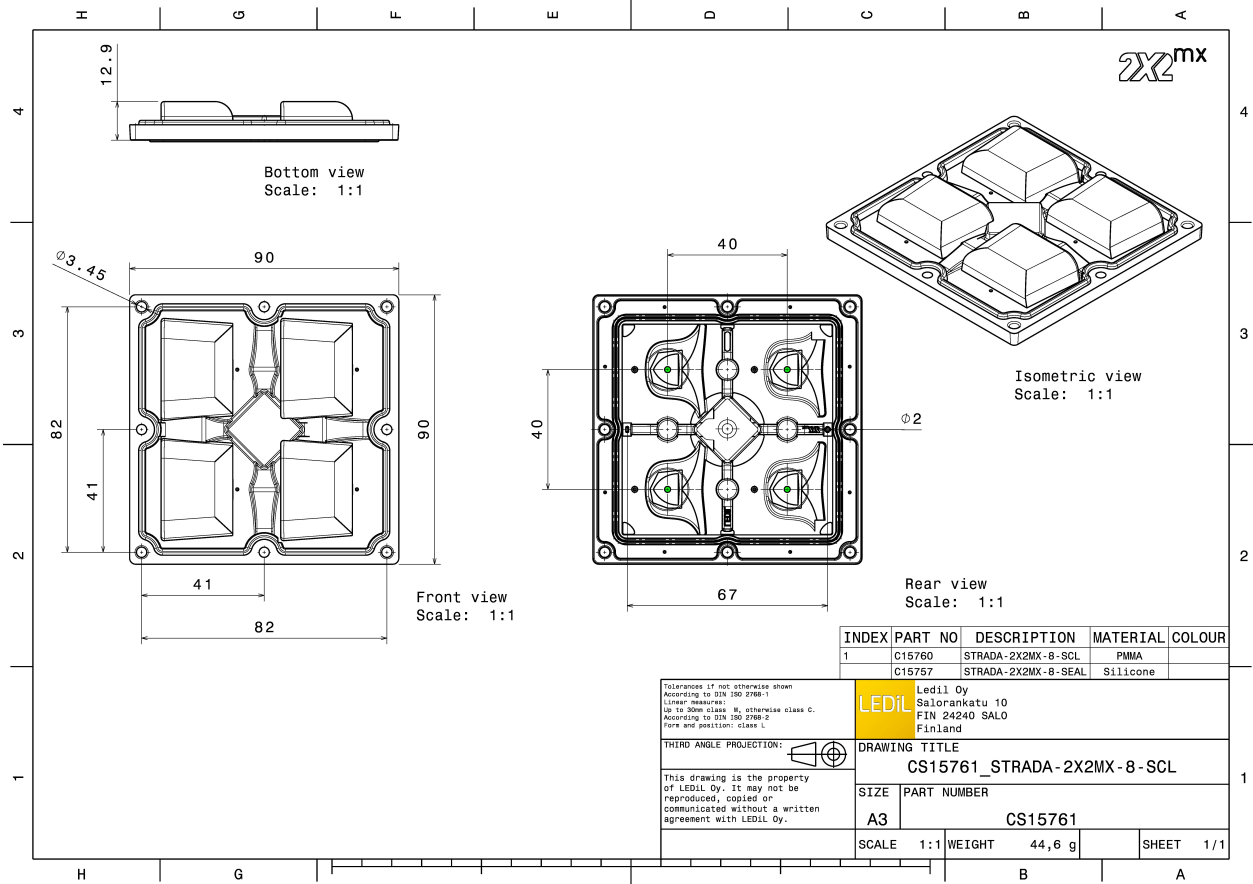 H G F E D C B A
12.9
2X2mx
4 4
Bottom view
Scale: 1:1
Ø3.45
90
40
3 3
Isometric view
Scale: 1:1
82
90
40
Ø2
41
2 2
41
67
Rear view
Scale: 1:1
Front view
Scale: 1:1
82
INDEX PART NO DESCRIPTION MATERIAL COLOUR
1 C15760 STRADA-2X2MX-8-SCL PMMA
C15757 STRADA-2X2MX-8-SEAL Silicone
Tolerances if not otherwise shown
According to DIN ISO 2768-1
Linear measures:
Up to 30mm class M, otherwise class C.
According to DIN ISO 2768-2
Form and position: class L
LEDiL
Ledil Oy
Salorankatu 10
FIN 24240 SALO
Finland
THIRD ANGLE PROJECTION:
DRAWING TITLE
CS15761_STRADA-2X2MX-8-SCL
1 1
This drawing is the property
of LEDiL Oy. It may not be
reproduced, copied or
communicated without a written
agreement with LEDiL Oy.
SIZE PART NUMBER
A3 CS15761
SCALE 1:1 WEIGHT 44,6 g SHEET 1/1
H G B A